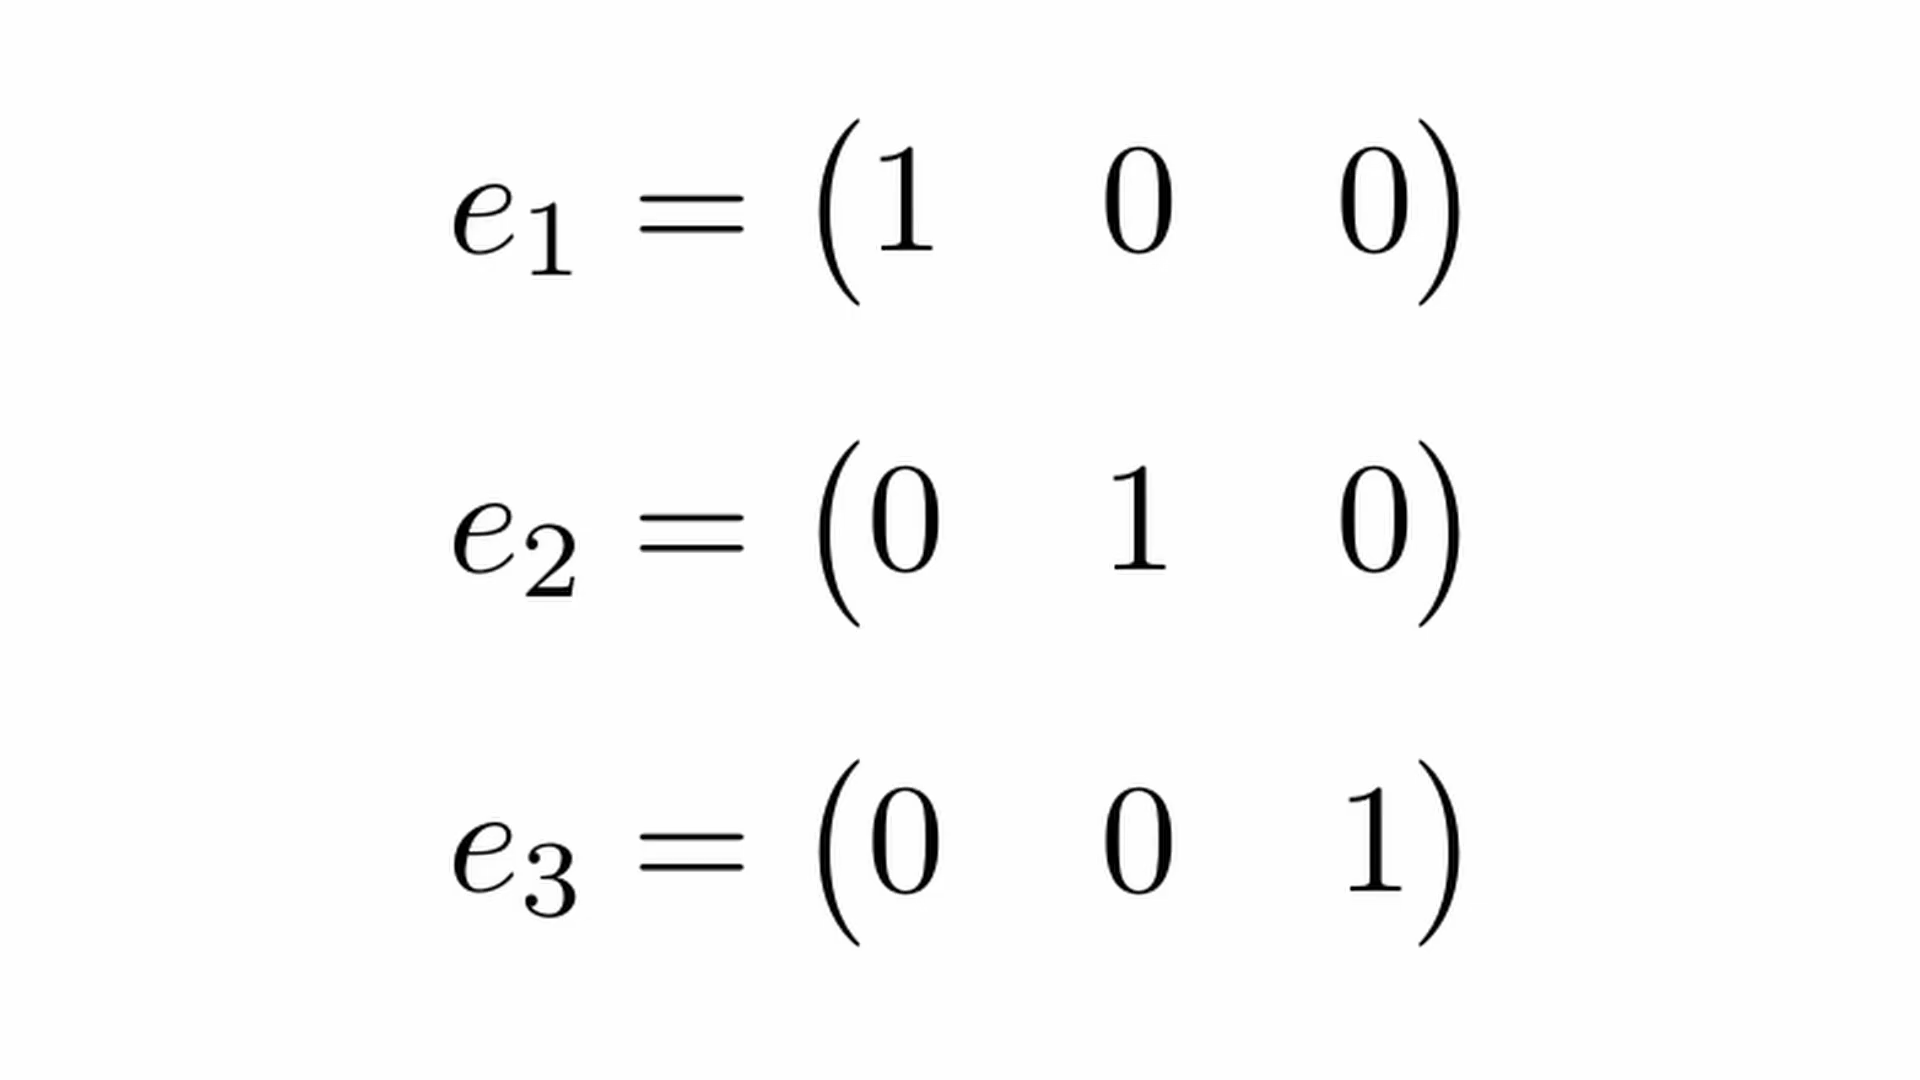 e₁ = (1 0 0)
e₂ = (0 1 0)
e₃ = (0 0 1)